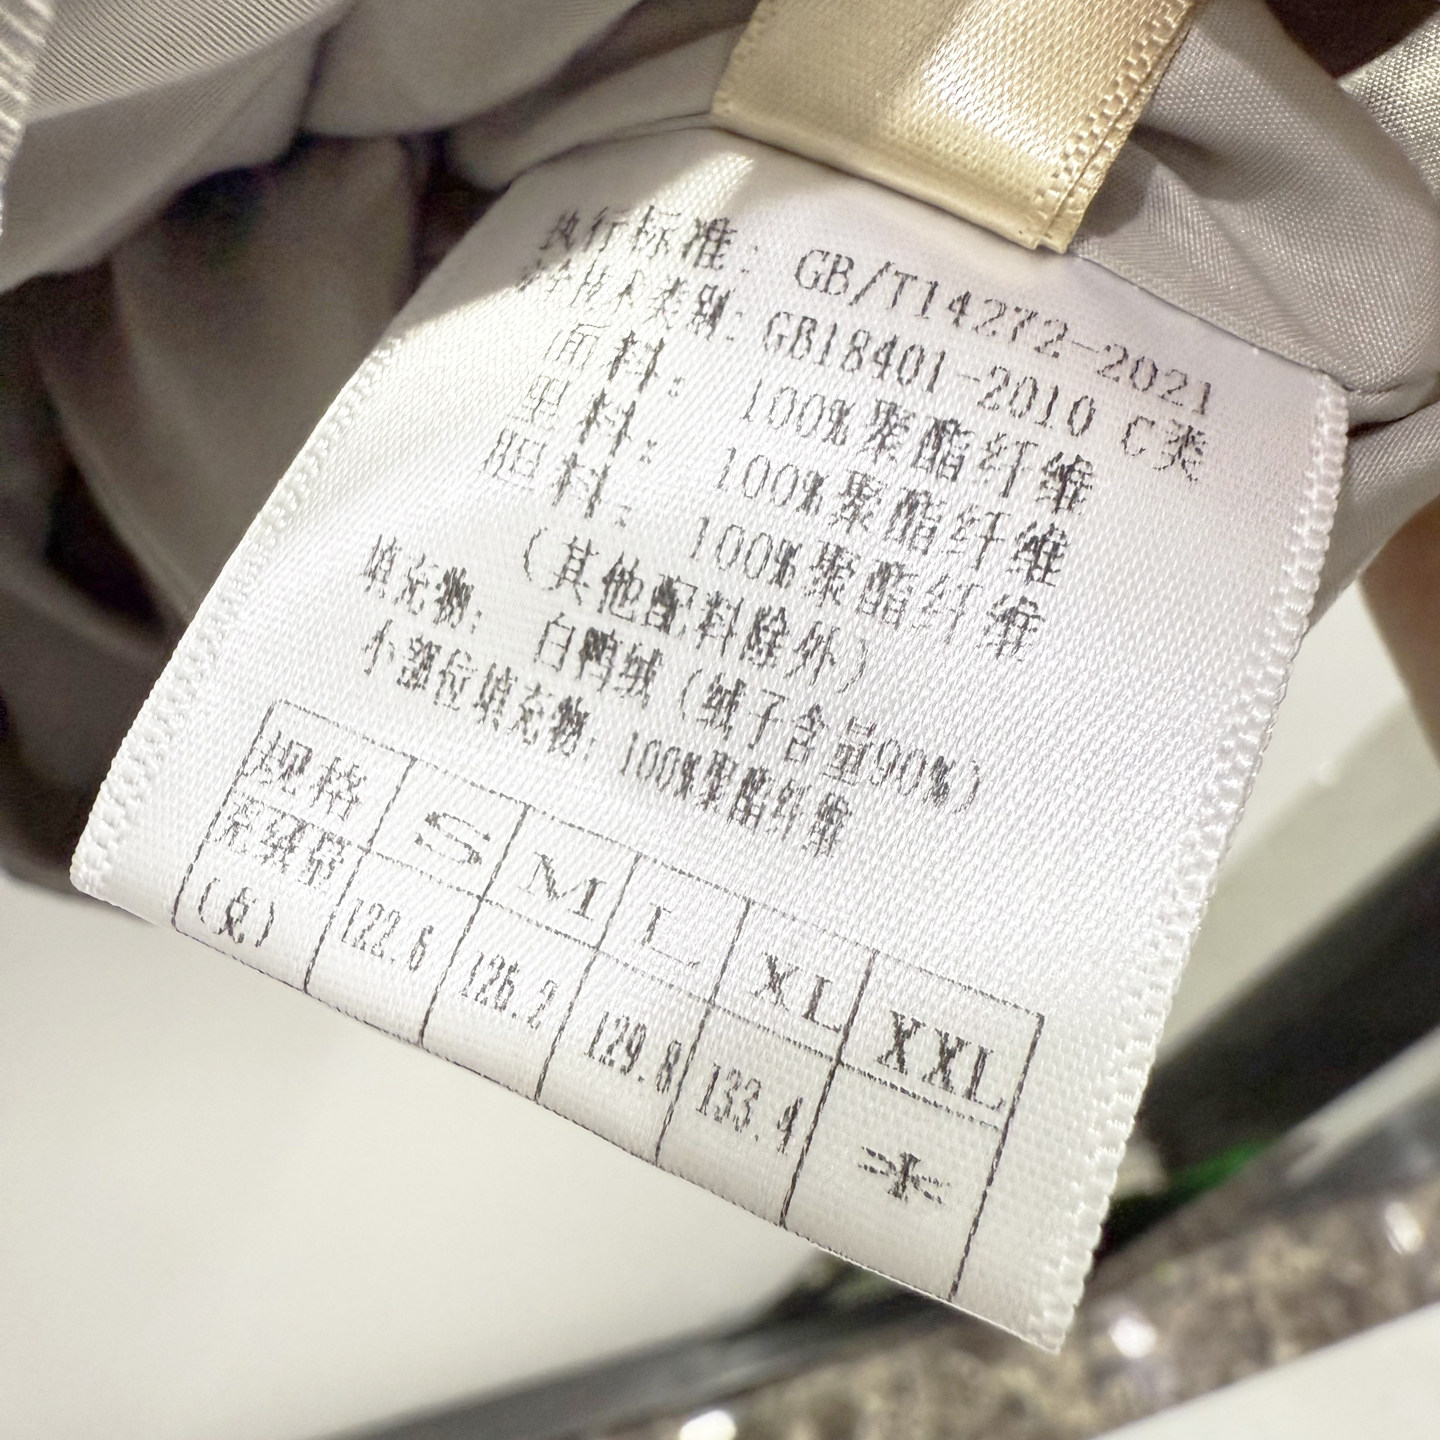 执行标准：GB/T14272-2021
安全技术类别：GB18401-2010 C类
面料：100%聚酯纤维
里料：100%聚酯纤维
胆料：100%聚酯纤维
（其他配料除外）
填充物：白鸭绒（绒子含量90%）
小部位填充物：100%聚酯纤维
规格 S M L XL XXL
充绒量（克） 122.6 126.2 129.8 133.4 *